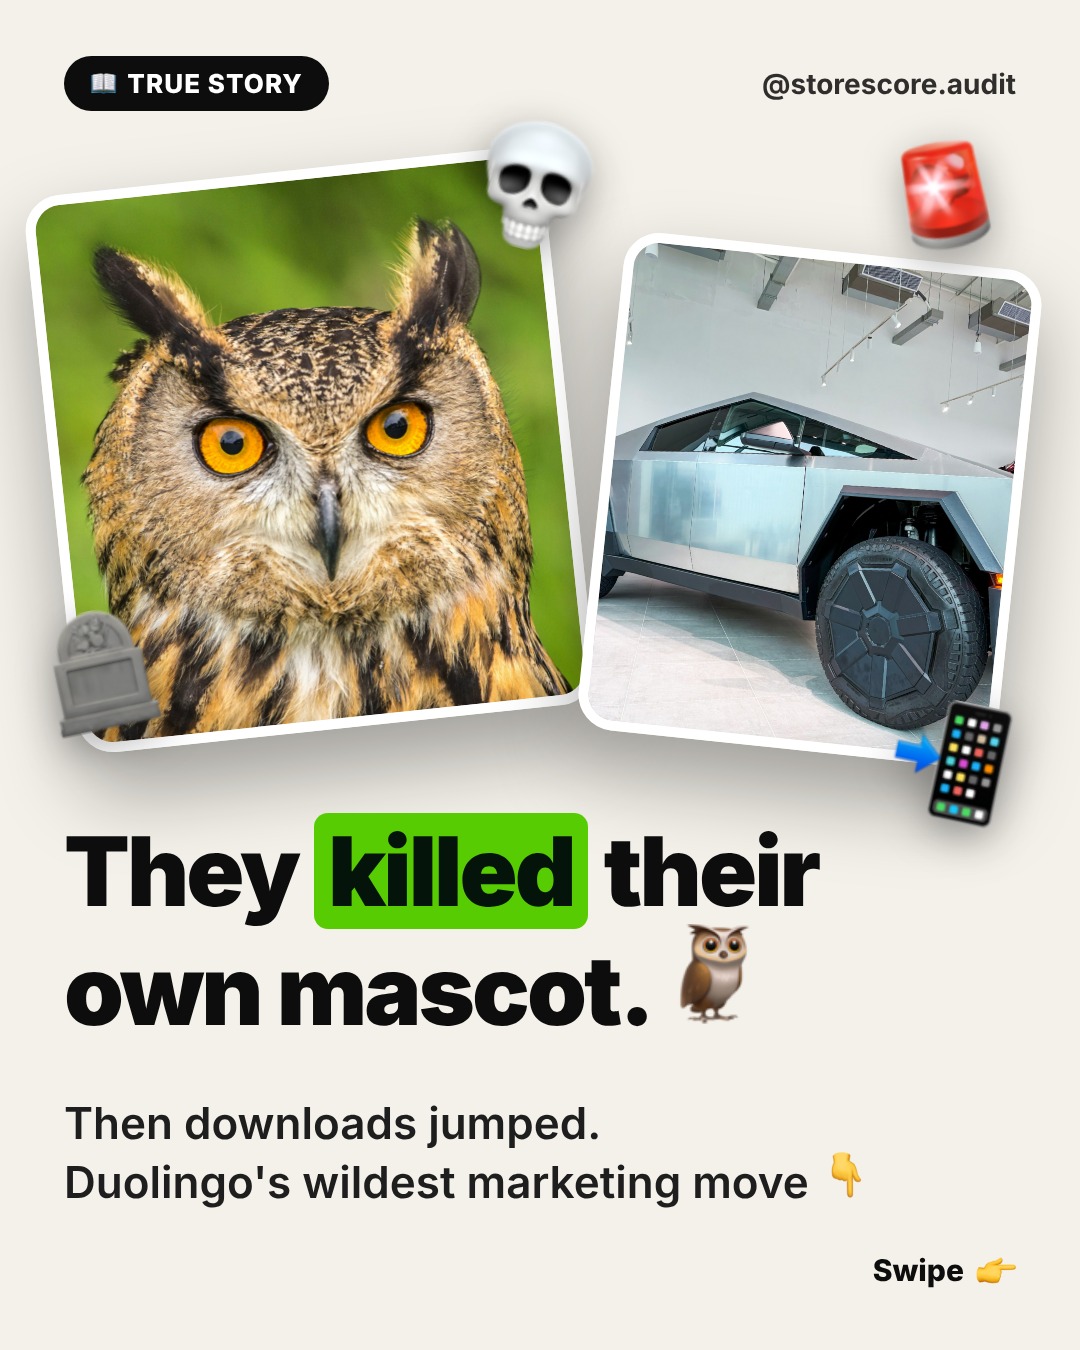 📖 TRUE STORY
@storescore.audit
They killed their
own mascot. 🦉
Then downloads jumped.
Duolingo's wildest marketing move 👇
Swipe 👉